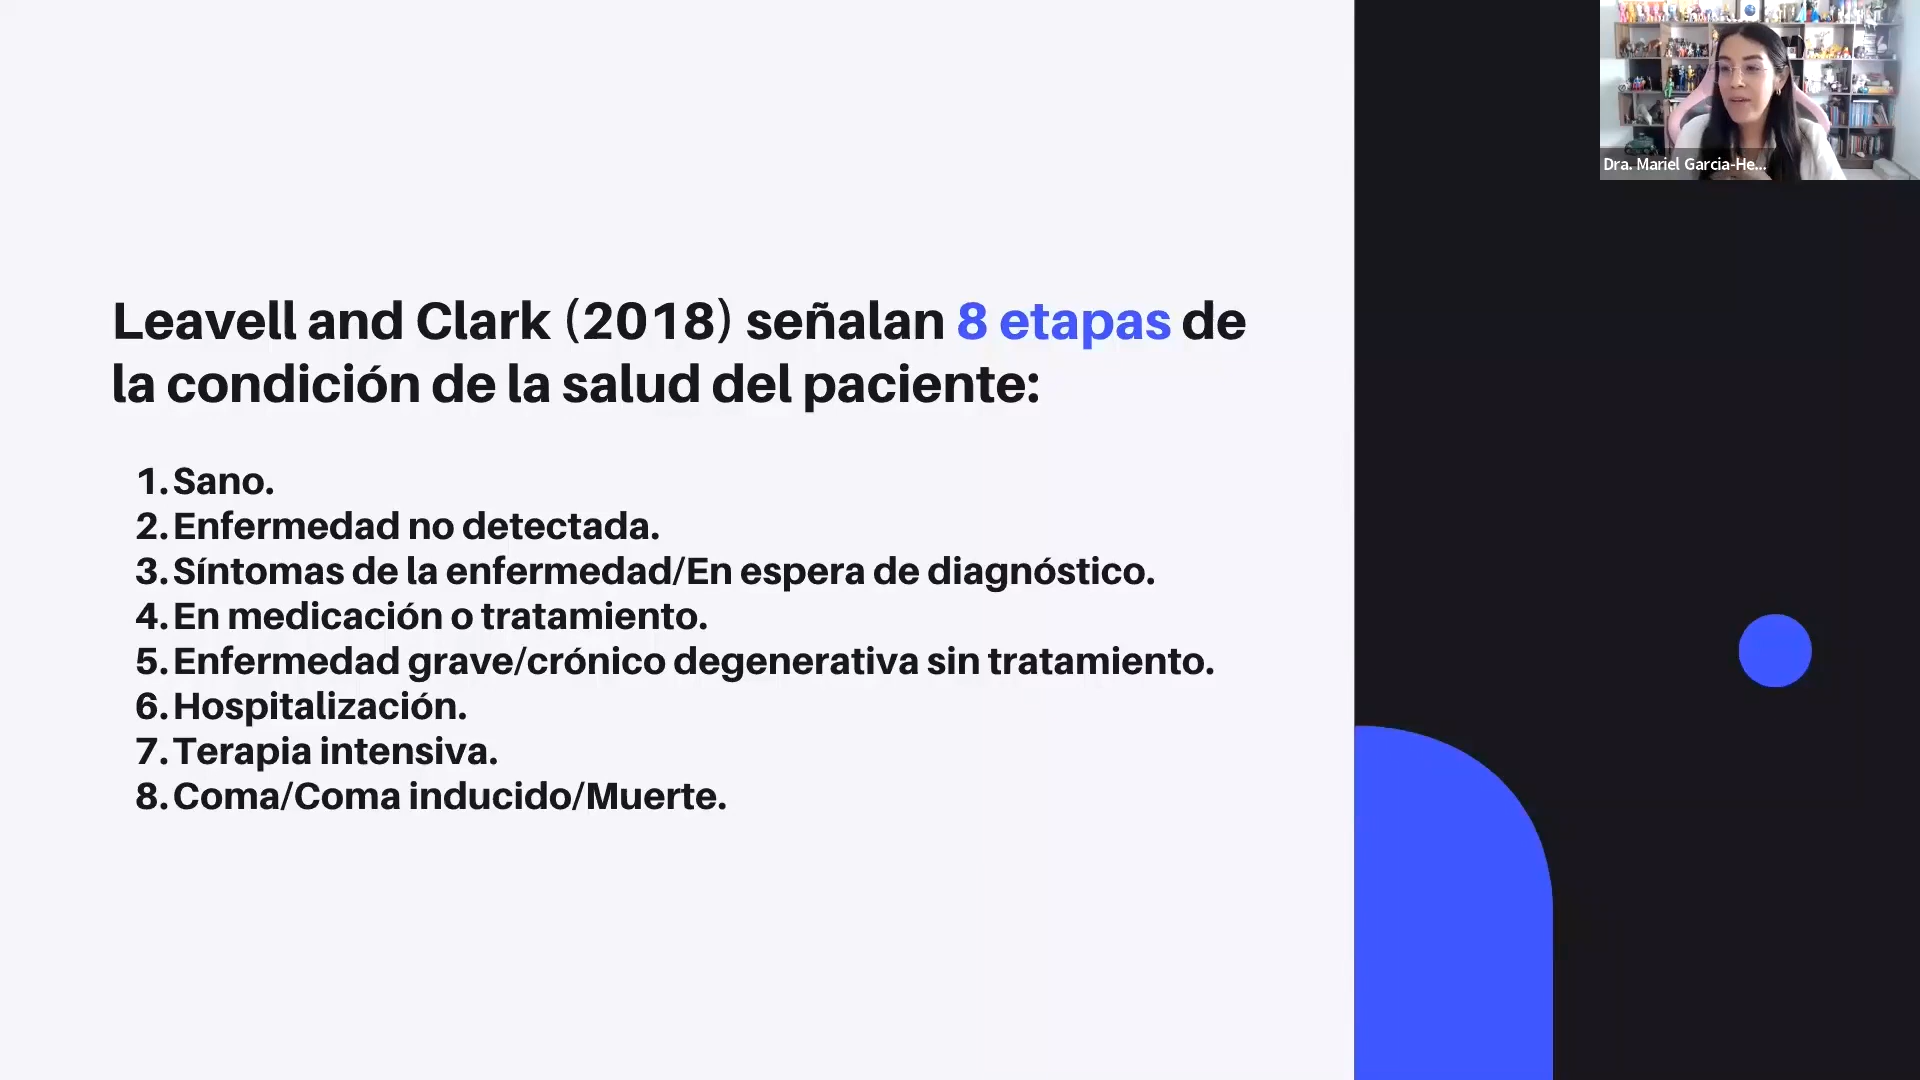 Leavell and Clark (2018) señalan 8 etapas de
la condición de la salud del paciente:
1. Sano.
2. Enfermedad no detectada.
3. Síntomas de la enfermedad/En espera de diagnóstico.
4. En medicación o tratamiento.
5. Enfermedad grave/crónico degenerativa sin tratamiento.
6. Hospitalización.
7. Terapia intensiva.
8. Coma/Coma inducido/Muerte.
Dra. Mariel Garcia-He...